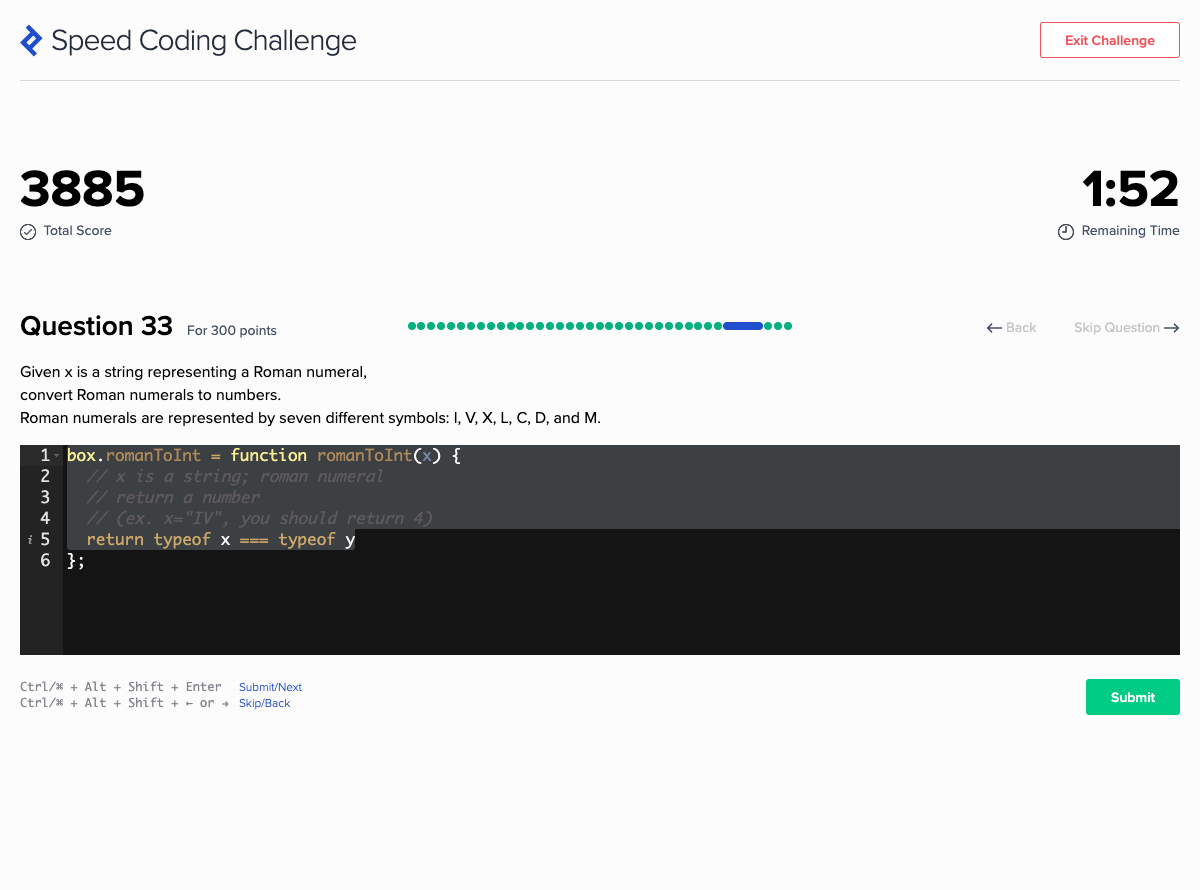 Speed Coding Challenge
Exit Challenge
3885
1:52
Total Score
Remaining Time
Question 33 For 300 points
Back
Skip Question
Given x is a string representing a Roman numeral,
convert Roman numerals to numbers.
Roman numerals are represented by seven different symbols: I, V, X, L, C, D, and M.
1 box.romanToInt = function romanToInt(x) {
2 // x is a string; roman numeral
3 // return a number
4 // (ex. x="IV", you should return 4)
i 5 return typeof x === typeof y
6 };
Ctrl/⌘ + Alt + Shift + Enter Submit/Next
Ctrl/⌘ + Alt + Shift + ← or → Skip/Back
Submit